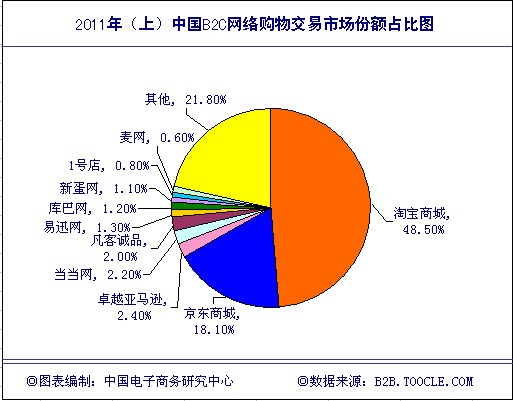 2011年（上）中国B2C网络购物交易市场份额占比图
其他, 21.80%
麦网, 0.60%
1号店, 0.80%
新蛋网, 1.10%
库巴网, 1.20%
易迅网, 1.30%
凡客诚品,
2.00%
当当网, 2.20%
卓越亚马逊,
2.40%
京东商城,
18.10%
淘宝商城,
48.50%
◎图表编制: 中国电子商务研究中心
◎数据来源: B2B.TOOCLE.COM